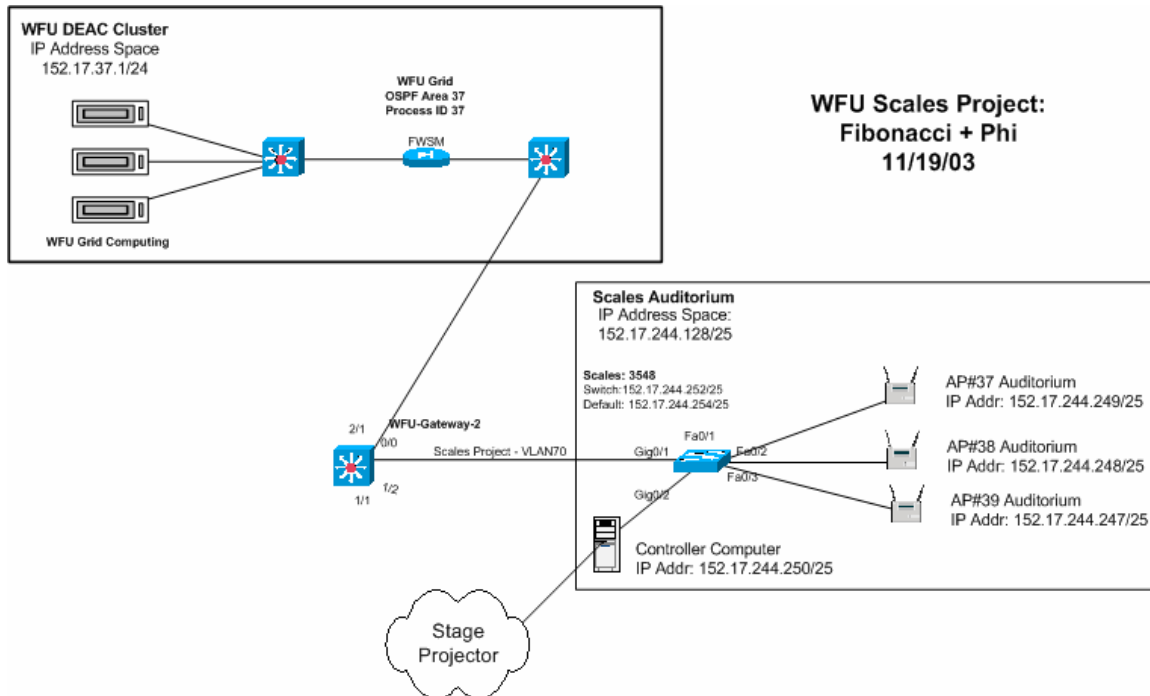 WFU DEAC Cluster
IP Address Space
152.17.37.1/24
WFU Grid
OSPF Area 37
Process ID 37
FWSM
WFU Grid Computing
WFU Scales Project:
Fibonacci + Phi
11/19/03
Scales Auditorium
IP Address Space:
152.17.244.128/25
Scales: 3548
Switch:152.17.244.252/25
Default: 152.17.244.254/25
WFU-Gateway-2
2/1
0/0
1/1
1/2
Scales Project - VLAN70
Gig0/1
Fa0/1
Fa0/2
Fa0/3
Gig0/2
AP#37 Auditorium
IP Addr: 152.17.244.249/25
AP#38 Auditorium
IP Addr: 152.17.244.248/25
AP#39 Auditorium
IP Addr: 152.17.244.247/25
Controller Computer
IP Addr: 152.17.244.250/25
Stage
Projector